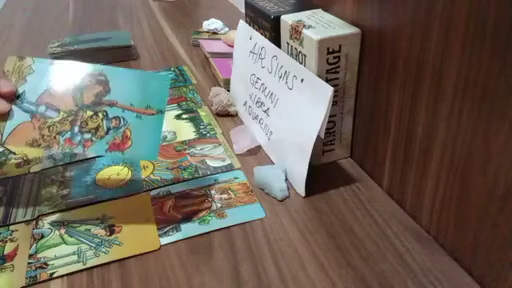 "AIR SIGNS"
GEMINI
LIBRA
AQUARIUS
TAROT
TAROT VINTAGE